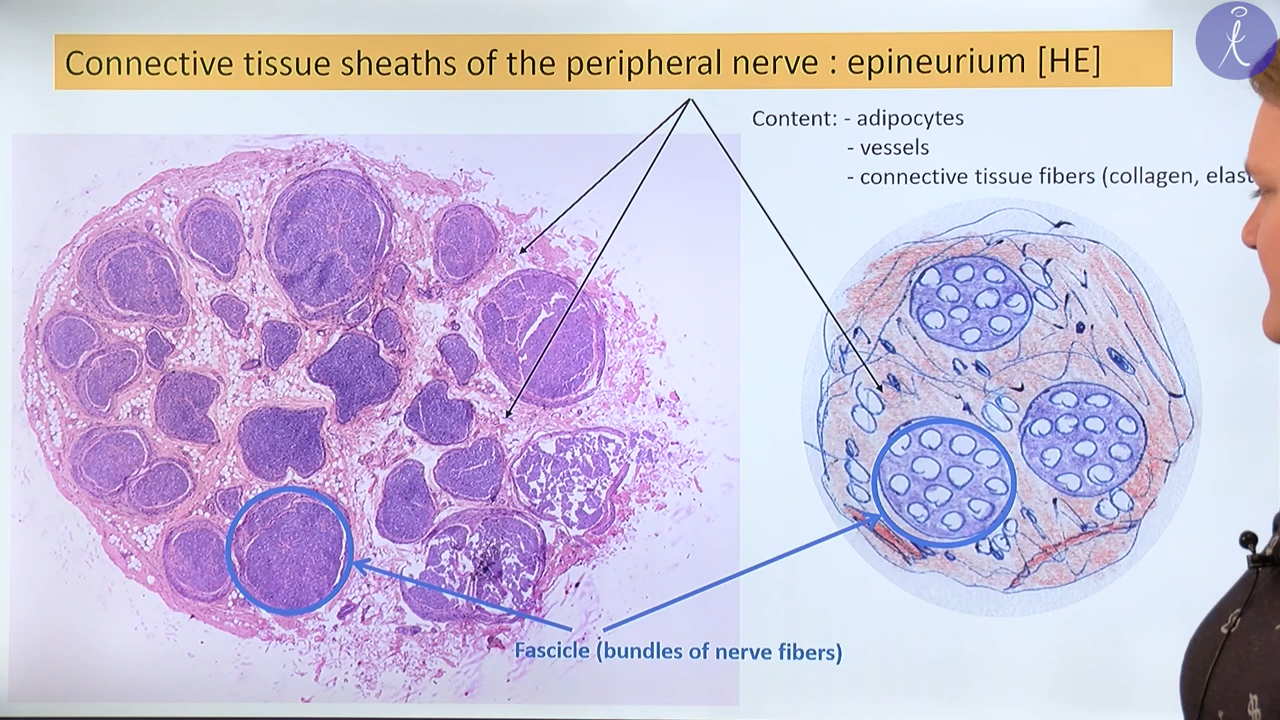 Connective tissue sheaths of the peripheral nerve : epineurium [HE]
Content: - adipocytes
- vessels
- connective tissue fibers (collagen,
Fascicle (bundles of nerve fibers)